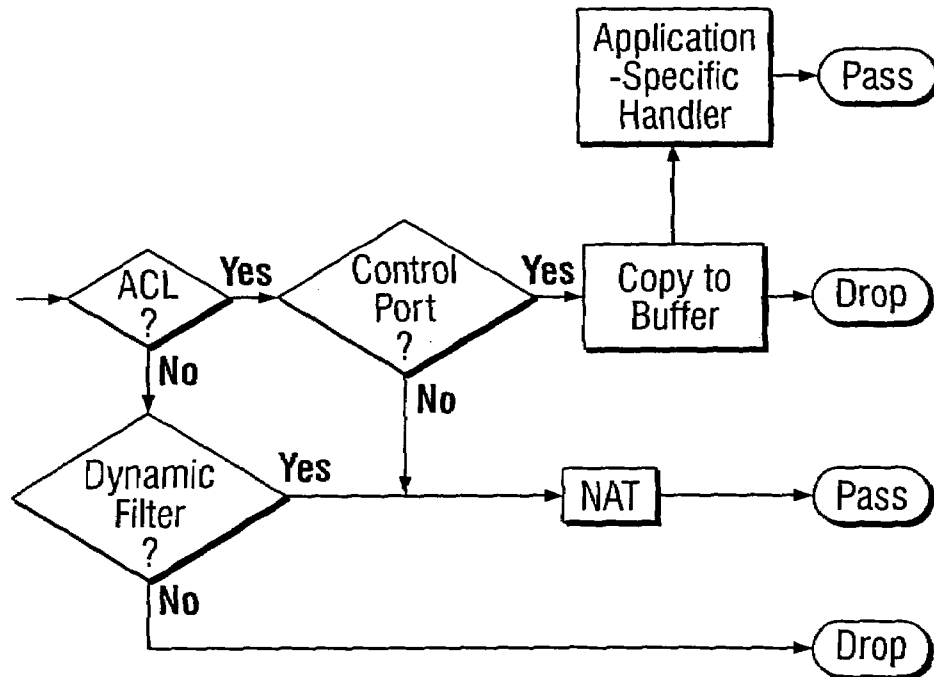 Application
-Specific
Handler
Pass
ACL
?
Yes
Control
Port
?
Yes
Copy to
Buffer
Drop
No
No
Dynamic
Filter
?
Yes
NAT
Pass
No
Drop